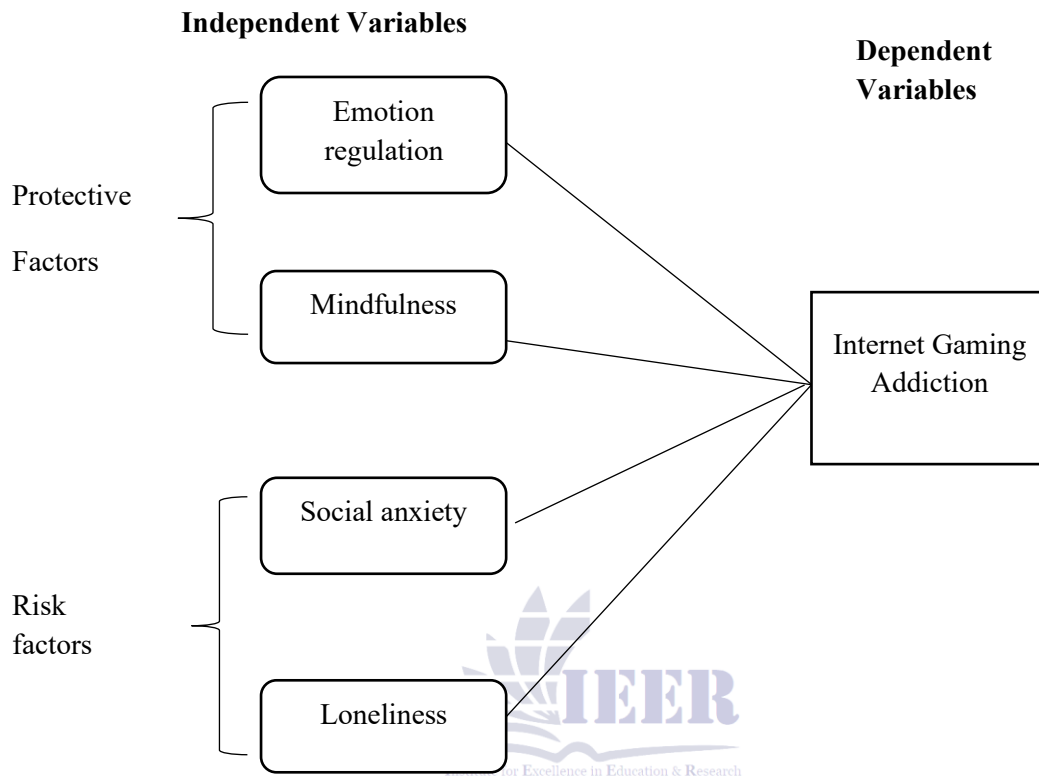 Independent Variables
Dependent
Variables
Emotion
regulation
Protective
Factors
Mindfulness
Internet Gaming
Addiction
Social anxiety
Risk
factors
Loneliness
IEER
for Excellence in Education & Research